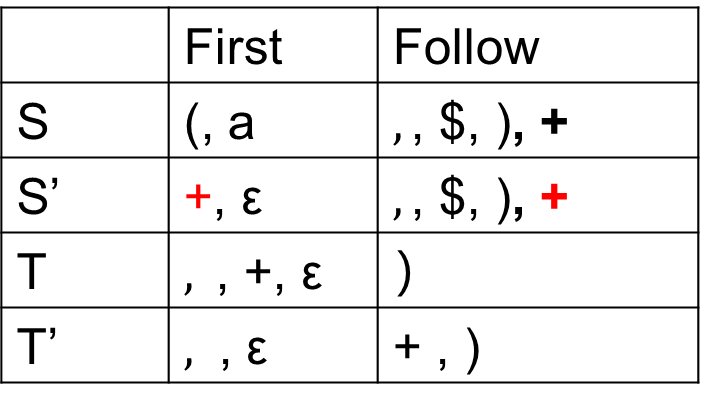 First Follow
S (, a ,, $, ), +
S’ +, ε ,, $, ), +
T , , +, ε )
T’ , , ε + , )